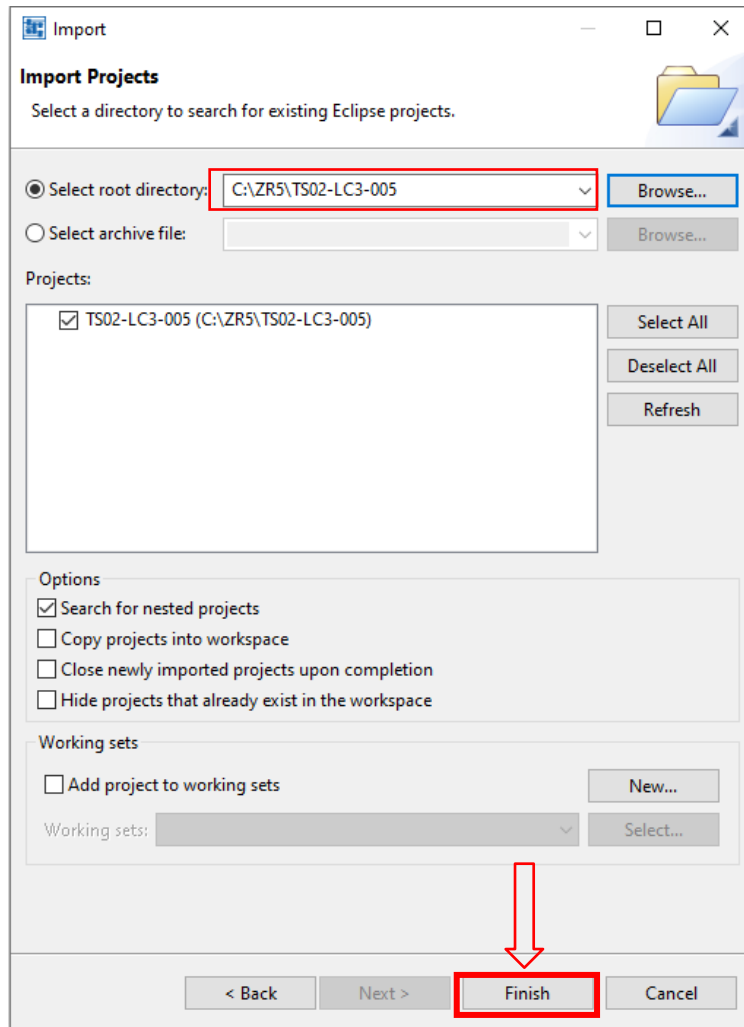 Import
Import Projects
Select a directory to search for existing Eclipse projects.
Select root directory: C:\ZR5\TS02-LC3-005 Browse...
Select archive file: Browse...
Projects:
TS02-LC3-005 (C:\ZR5\TS02-LC3-005)
Select All
Deselect All
Refresh
Options
Search for nested projects
Copy projects into workspace
Close newly imported projects upon completion
Hide projects that already exist in the workspace
Working sets
Add project to working sets New...
Working sets: Select...
< Back Next > Finish Cancel